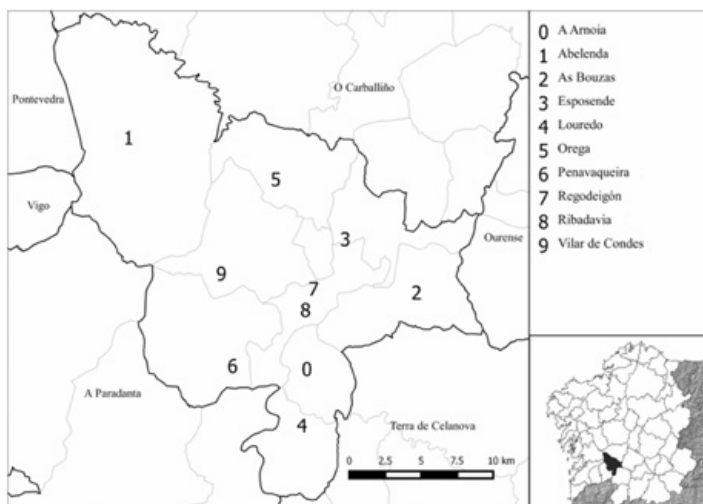 O Carballiño
Pontevedra
1
5
Vigo
3
Ourense
9
7
2
8
6
0
A Paradanta
4
Terra de Celanova
0 2.5 5 7.5 10 km
0 A Arnoia
1 Abelenda
2 As Bouzas
3 Esposende
4 Louredo
5 Orega
6 Penavaqueira
7 Regodeigón
8 Ribadavia
9 Vilar de Condes